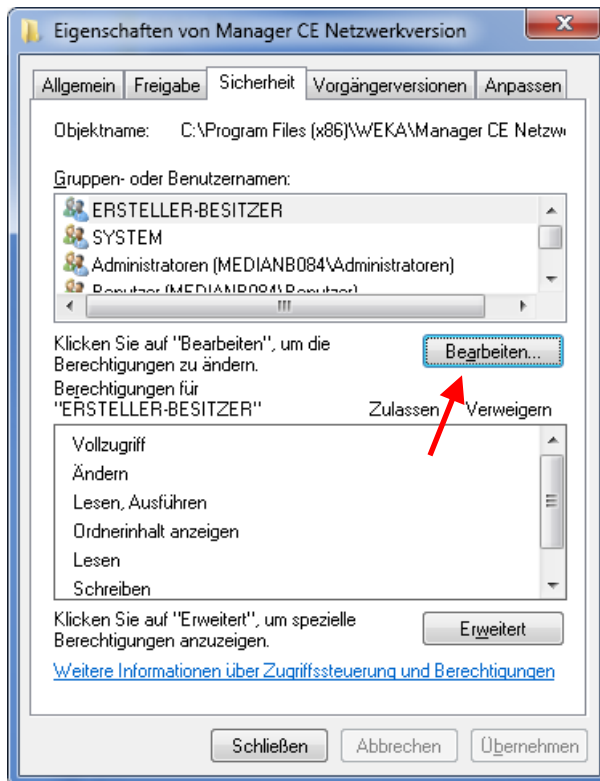 Eigenschaften von Manager CE Netzwerkversion
Allgemein Freigabe Sicherheit Vorgängerversionen Anpassen
Objektname: C:\Program Files (x86)\WEKA\Manager CE Netzw
Gruppen- oder Benutzernamen:
ERSTELLER-BESITZER
SYSTEM
Administratoren (MEDIANB084\Administratoren)
Benutzer (MEDIANB084\Benutzer)
Klicken Sie auf "Bearbeiten", um die
Berechtigungen zu ändern.
Bearbeiten...
Berechtigungen für
"ERSTELLER-BESITZER" Zulassen Verweigern
Vollzugriff
Ändern
Lesen, Ausführen
Ordnerinhalt anzeigen
Lesen
Schreiben
Klicken Sie auf "Erweitert", um spezielle
Berechtigungen anzuzeigen.
Erweitert
Weitere Informationen über Zugriffssteuerung und Berechtigungen
Schließen Abbrechen Übernehmen